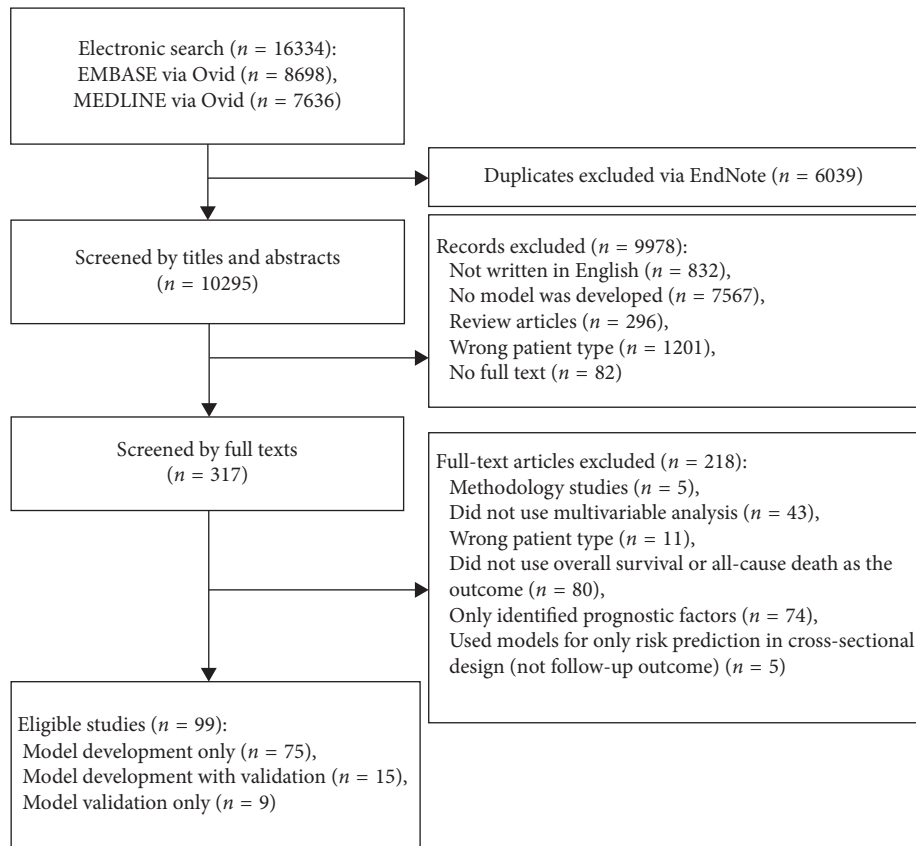 Electronic search (n = 16334):
EMBASE via Ovid (n = 8698),
MEDLINE via Ovid (n = 7636)
Duplicates excluded via EndNote (n = 6039)
Screened by titles and abstracts
(n = 10295)
Records excluded (n = 9978):
Not written in English (n = 832),
No model was developed (n = 7567),
Review articles (n = 296),
Wrong patient type (n = 1201),
No full text (n = 82)
Screened by full texts
(n = 317)
Full-text articles excluded (n = 218):
Methodology studies (n = 5),
Did not use multivariable analysis (n = 43),
Wrong patient type (n = 11),
Did not use overall survival or all-cause death as the
outcome (n = 80),
Only identified prognostic factors (n = 74),
Used models for only risk prediction in cross-sectional
design (not follow-up outcome) (n = 5)
Eligible studies (n = 99):
Model development only (n = 75),
Model development with validation (n = 15),
Model validation only (n = 9)